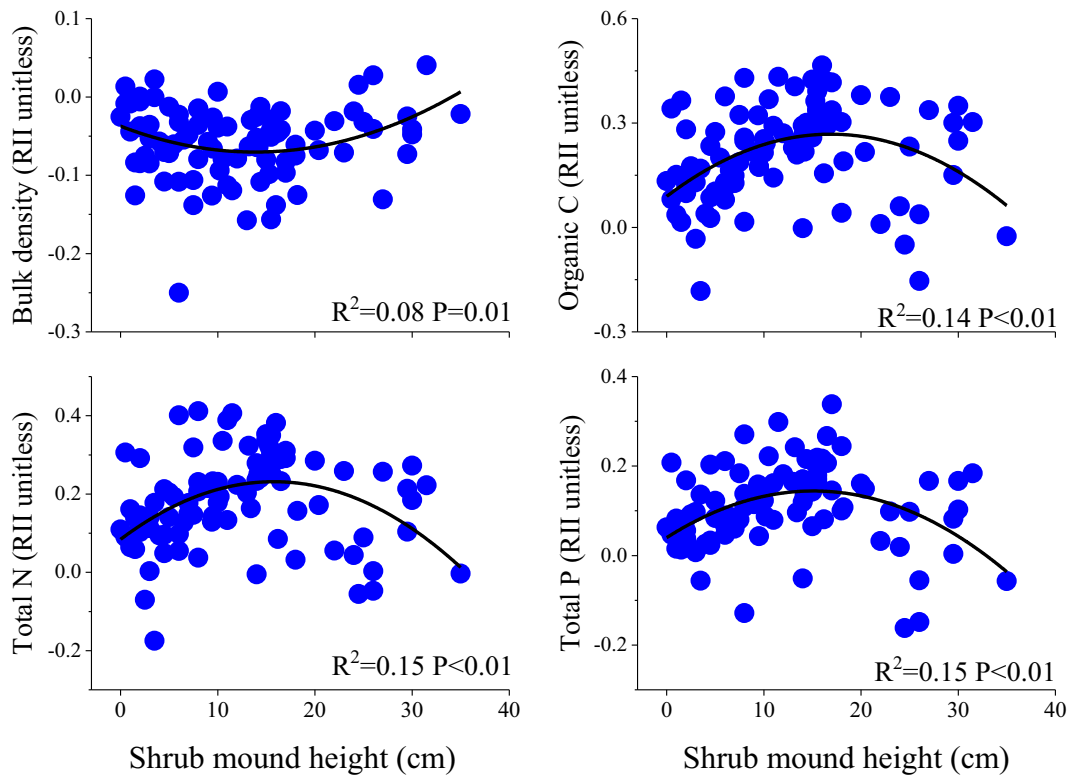 Bulk density (RII unitless)
0.1
0.0
-0.1
-0.2
-0.3
R²=0.08 P=0.01
Organic C (RII unitless)
0.6
0.3
0.0
-0.3
R²=0.14 P<0.01
Total N (RII unitless)
0.4
0.2
0.0
-0.2
R²=0.15 P<0.01
0 10 20 30 40
Shrub mound height (cm)
Total P (RII unitless)
0.4
0.2
0.0
-0.2
R²=0.15 P<0.01
0 10 20 30 40
Shrub mound height (cm)